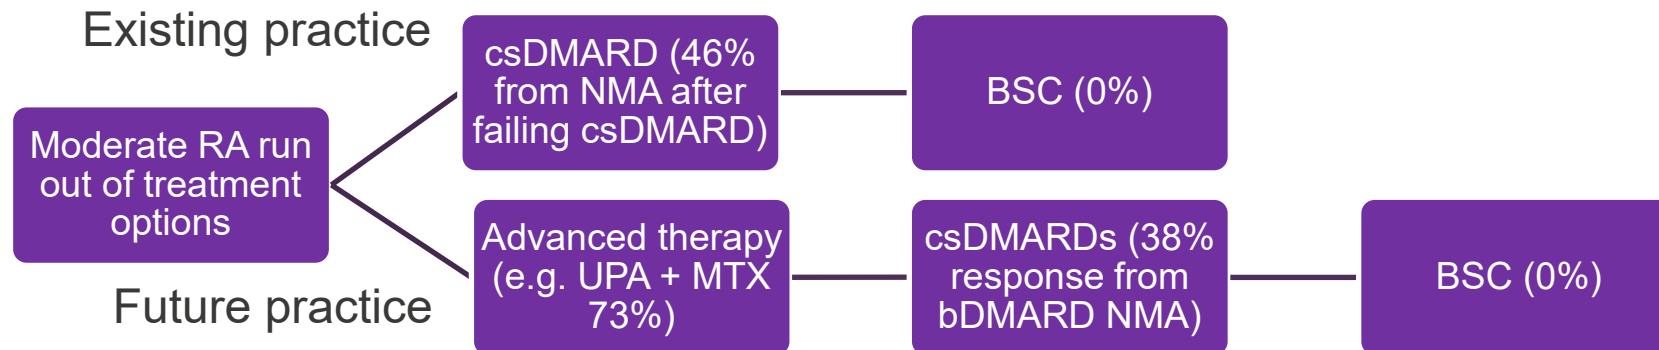 Existing practice
csDMARD (46%
from NMA after
failing csDMARD)
BSC (0%)
Moderate RA run
out of treatment
options
Future practice
Advanced therapy
(e.g. UPA + MTX
73%)
csDMARDs (38%
response from
bDMARD NMA)
BSC (0%)